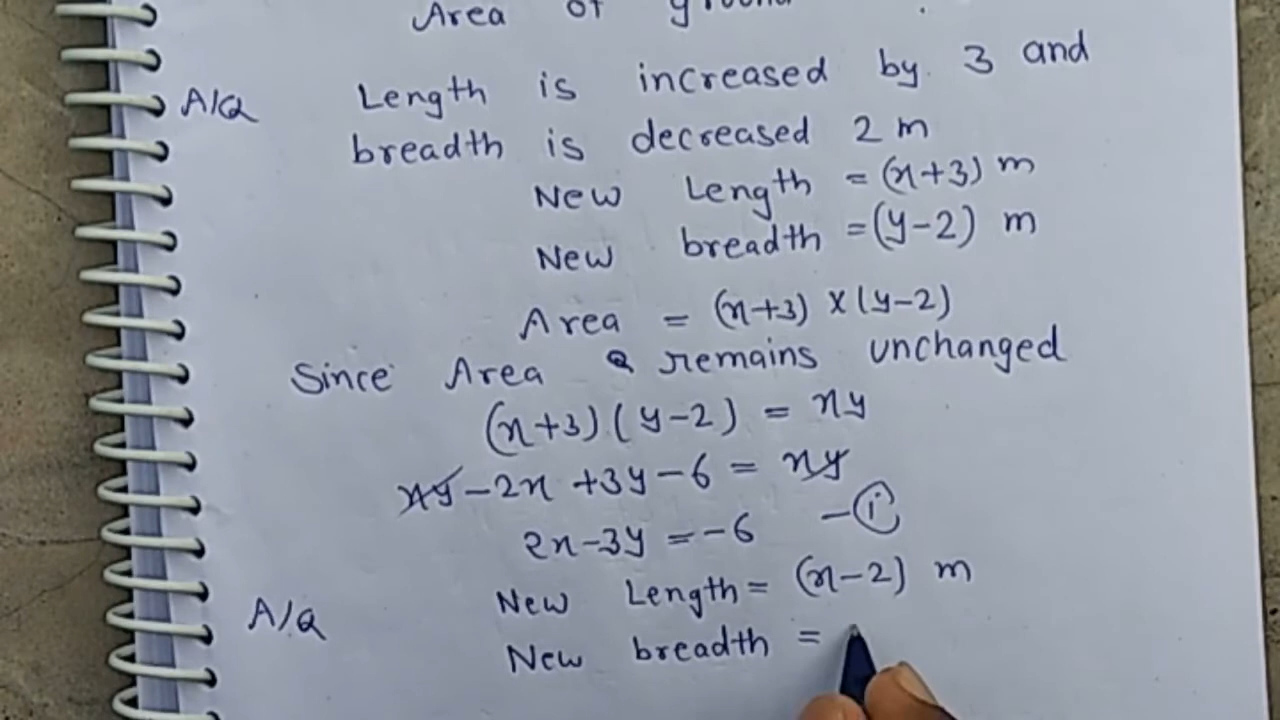 Area of ground
A/Q Length is increased by 3 and
breadth is decreased 2 m
New Length = (x+3) m
New breadth = (y-2) m
Area = (x+3) x (y-2)
Since Area remains unchanged
(x+3) (y-2) = xy
xy - 2x + 3y - 6 = xy
2x - 3y = -6 - (i)
A/Q New Length = (x-2) m
New breadth =